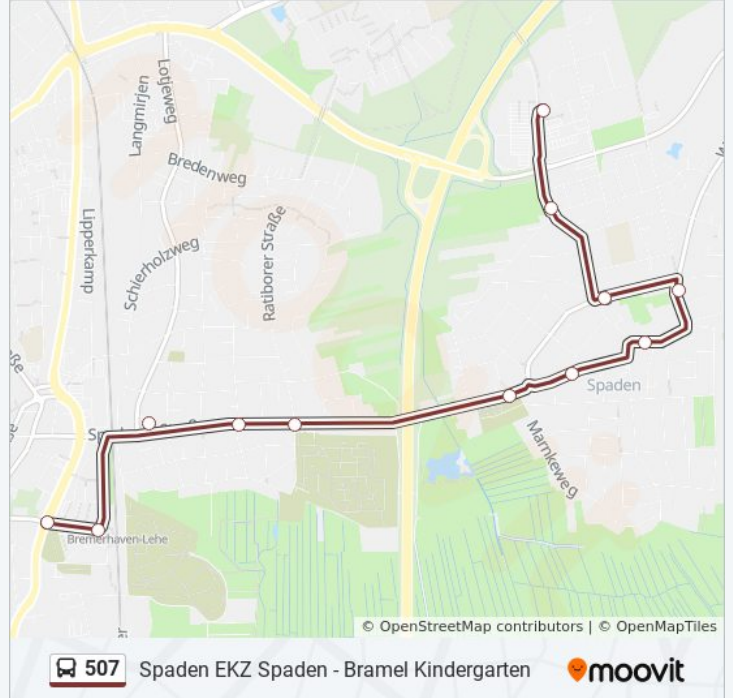 Langmirjen
Lotjeweg
Bredenweg
Lipperkamp
Schierholzweg
Ratiborer Straße
Spaden
Marnkeweg
Bremerhaven-Lehe
© OpenStreetMap contributors | © OpenMapTiles
507 Spaden EKZ Spaden - Bramel Kindergarten moovit